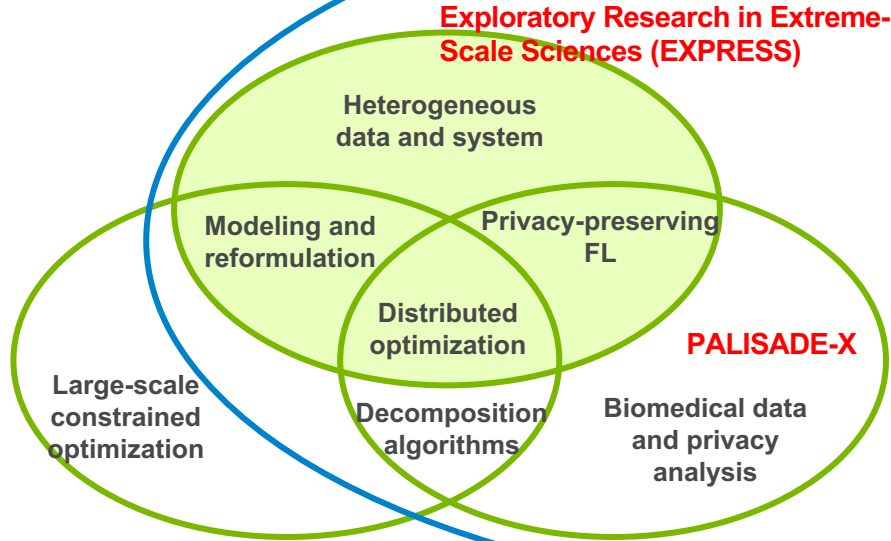 Exploratory Research in Extreme-
Scale Sciences (EXPRESS)
Heterogeneous
data and system
Modeling and
reformulation
Privacy-preserving
FL
Distributed
optimization
PALISADE-X
Large-scale
constrained
optimization
Decomposition
algorithms
Biomedical data
and privacy
analysis